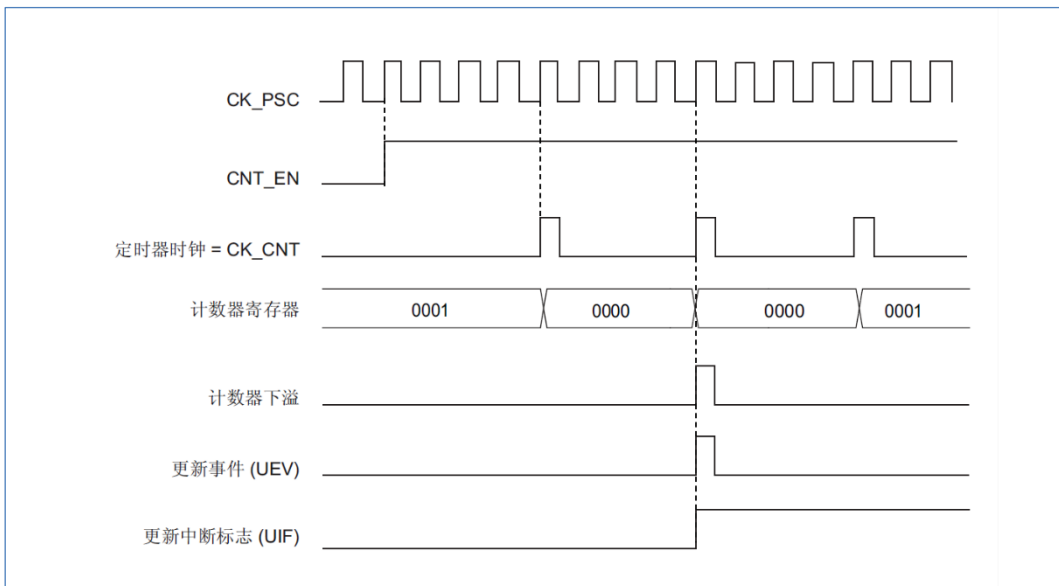 CK_PSC
CNT_EN
定时器时钟 = CK_CNT
计数器寄存器 0001 0000 0000 0001
计数器下溢
更新事件 (UEV)
更新中断标志 (UIF)